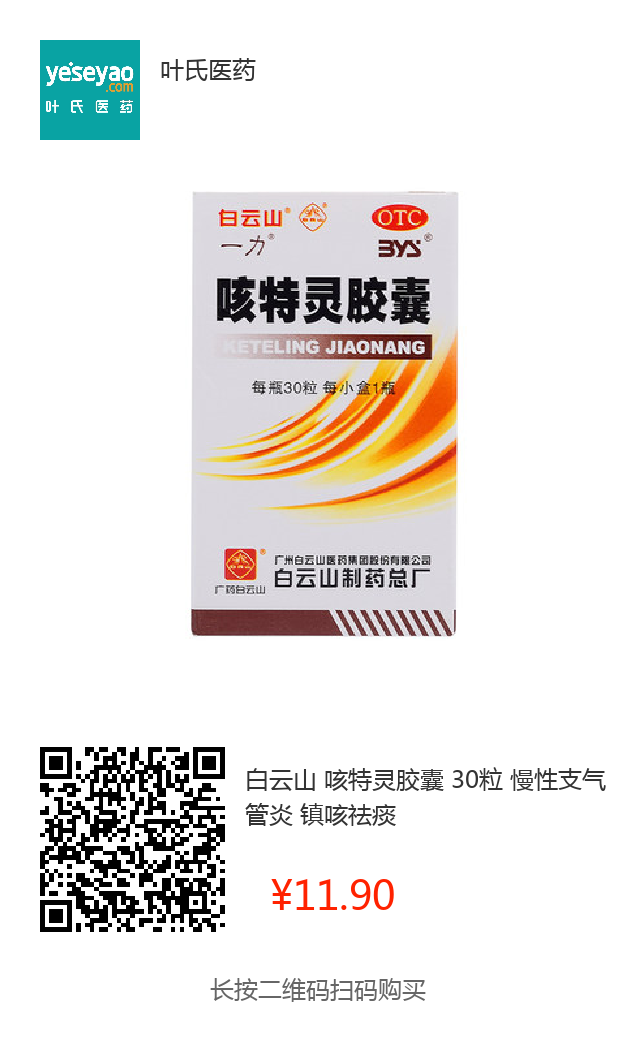 yeseyao
.com
叶氏医药
叶氏医药
白云山®
®
OTC
一力®
BYS®
咳特灵胶囊
KETELING JIAONANG
每瓶30粒 每小盒1瓶
®
广药白云山
广州白云山医药集团股份有限公司
白云山制药总厂
白云山 咳特灵胶囊 30粒 慢性支气
管炎 镇咳祛痰
¥11.90
长按二维码扫码购买